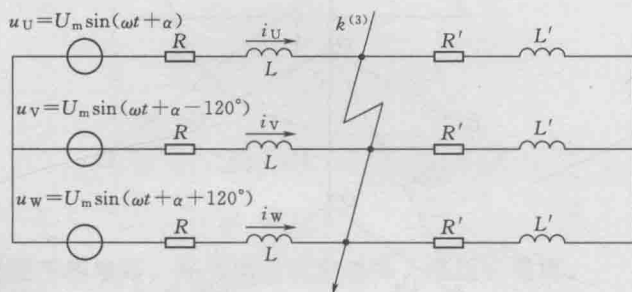 u_U=U_m sin(ωt+α)
R
i_U
L
k^(3)
R′
L′
u_V=U_m sin(ωt+α−120°)
R
i_V
L
R′
L′
u_W=U_m sin(ωt+α+120°)
R
i_W
L
R′
L′